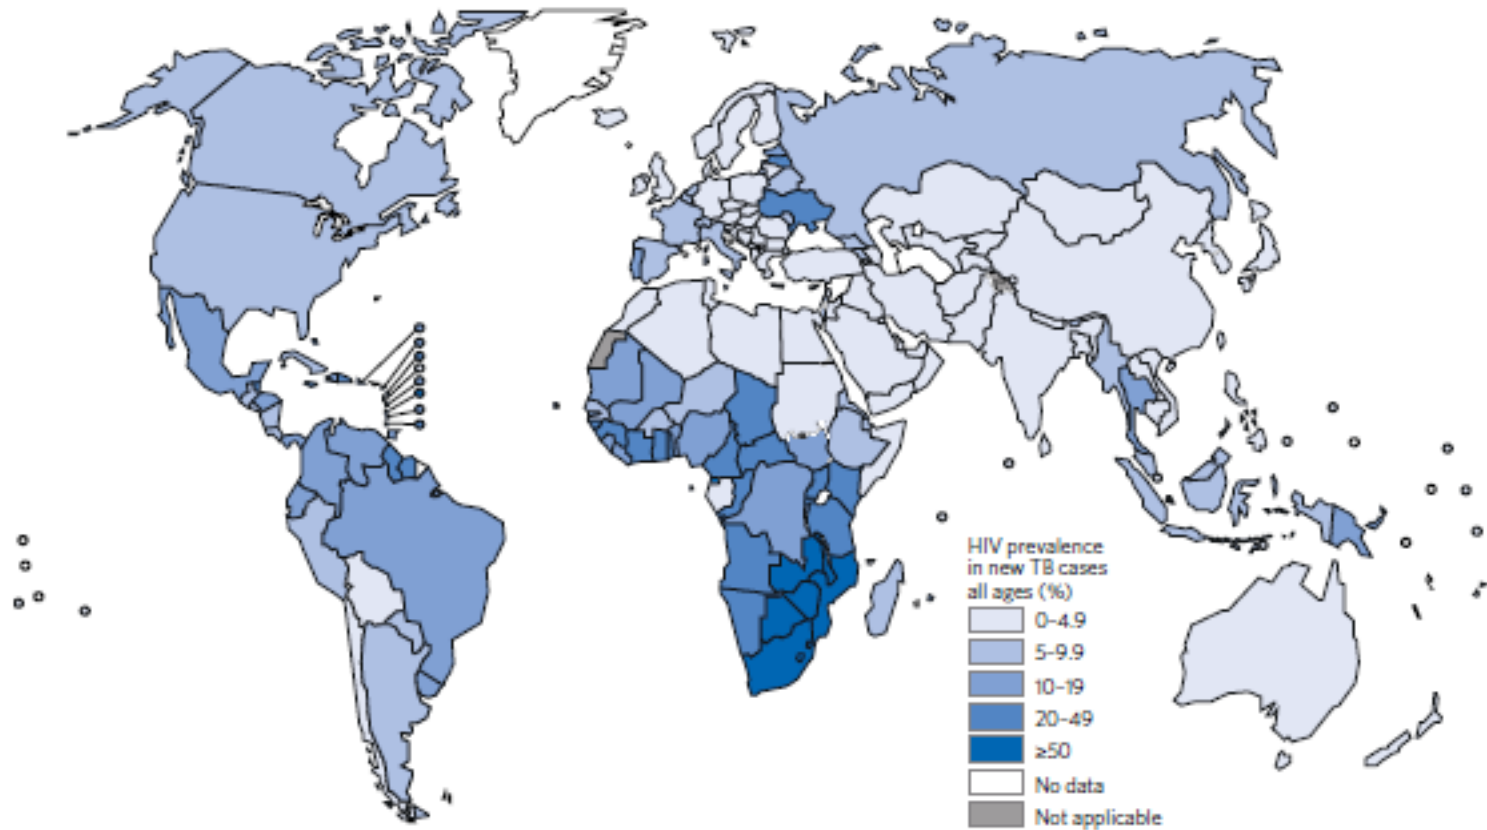 HIV prevalence
in new TB cases
all ages (%)
0–4.9
5–9.9
10–19
20–49
≥50
No data
Not applicable